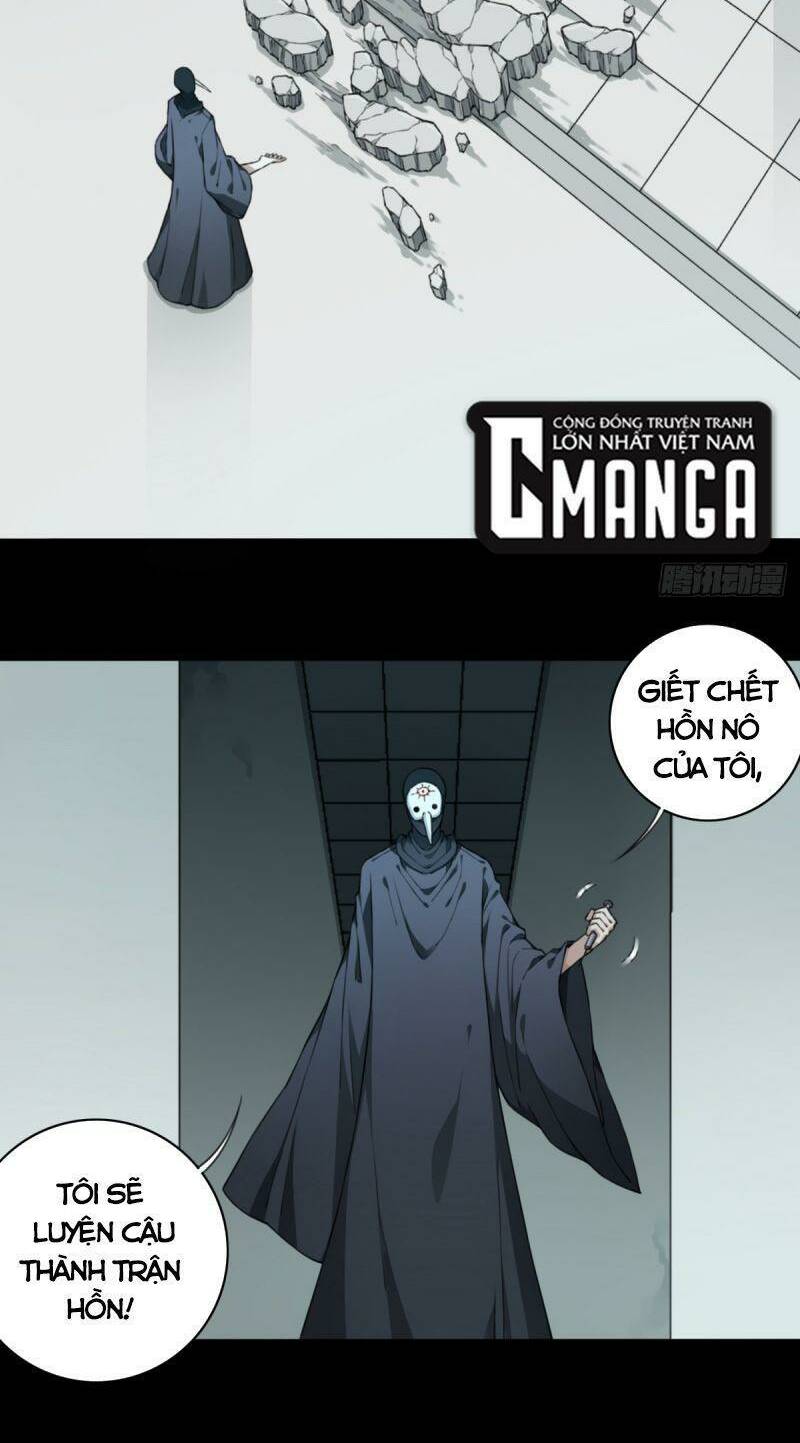 CỘNG ĐỒNG TRUYỆN TRANH
LỚN NHẤT VIỆT NAM
CMANGA
腾讯动漫
GIẾT CHẾT
HỒN NÔ
CỦA TÔI,
TÔI SẼ
LUYỆN CẬU
THÀNH TRẬN
HỒN!